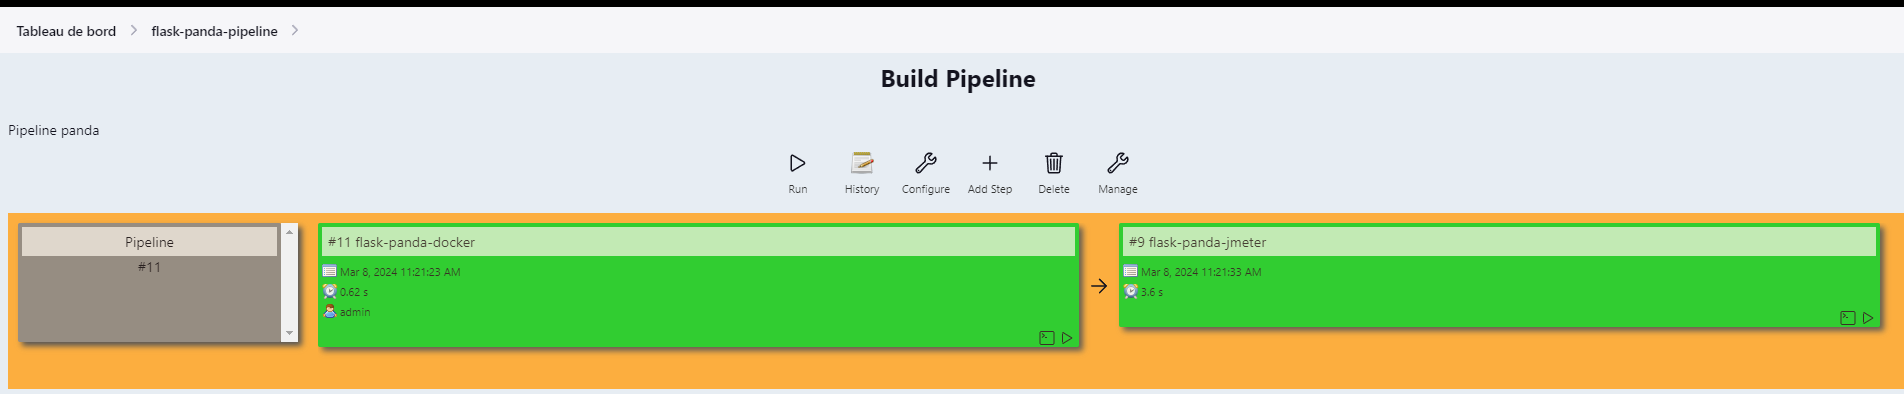 Tableau de bord > flask-panda-pipeline >
Build Pipeline
Pipeline panda
Run History Configure Add Step Delete Manage
Pipeline
#11
#11 flask-panda-docker
Mar 8, 2024 11:21:23 AM
0.62 s
admin
#9 flask-panda-jmeter
Mar 8, 2024 11:21:33 AM
3.6 s